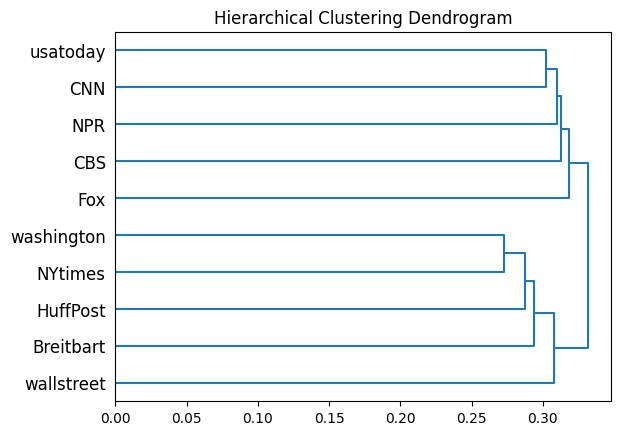 Hierarchical Clustering Dendrogram
usatoday
CNN
NPR
CBS
Fox
washington
NYtimes
HuffPost
Breitbart
wallstreet
0.00 0.05 0.10 0.15 0.20 0.25 0.30